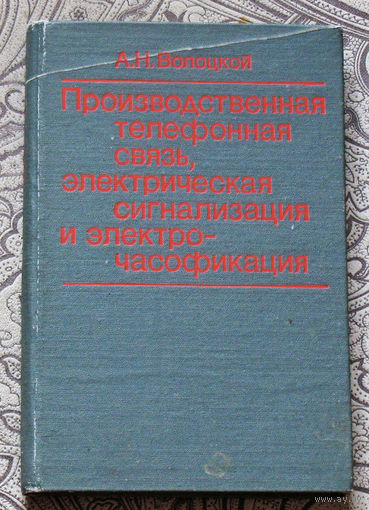 А.Н.Волоцкой
Производственная
телефонная
связь,
электрическая
сигнализация
и электро-
часофикация